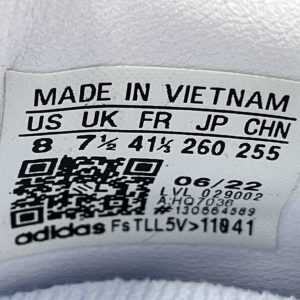 MADE IN VIETNAM
US UK FR JP CHN
8 7½ 41⅓ 260 255
06/22
LVL 029002
A:HQ7036
#130664589
adidas FsTLL5V>11041